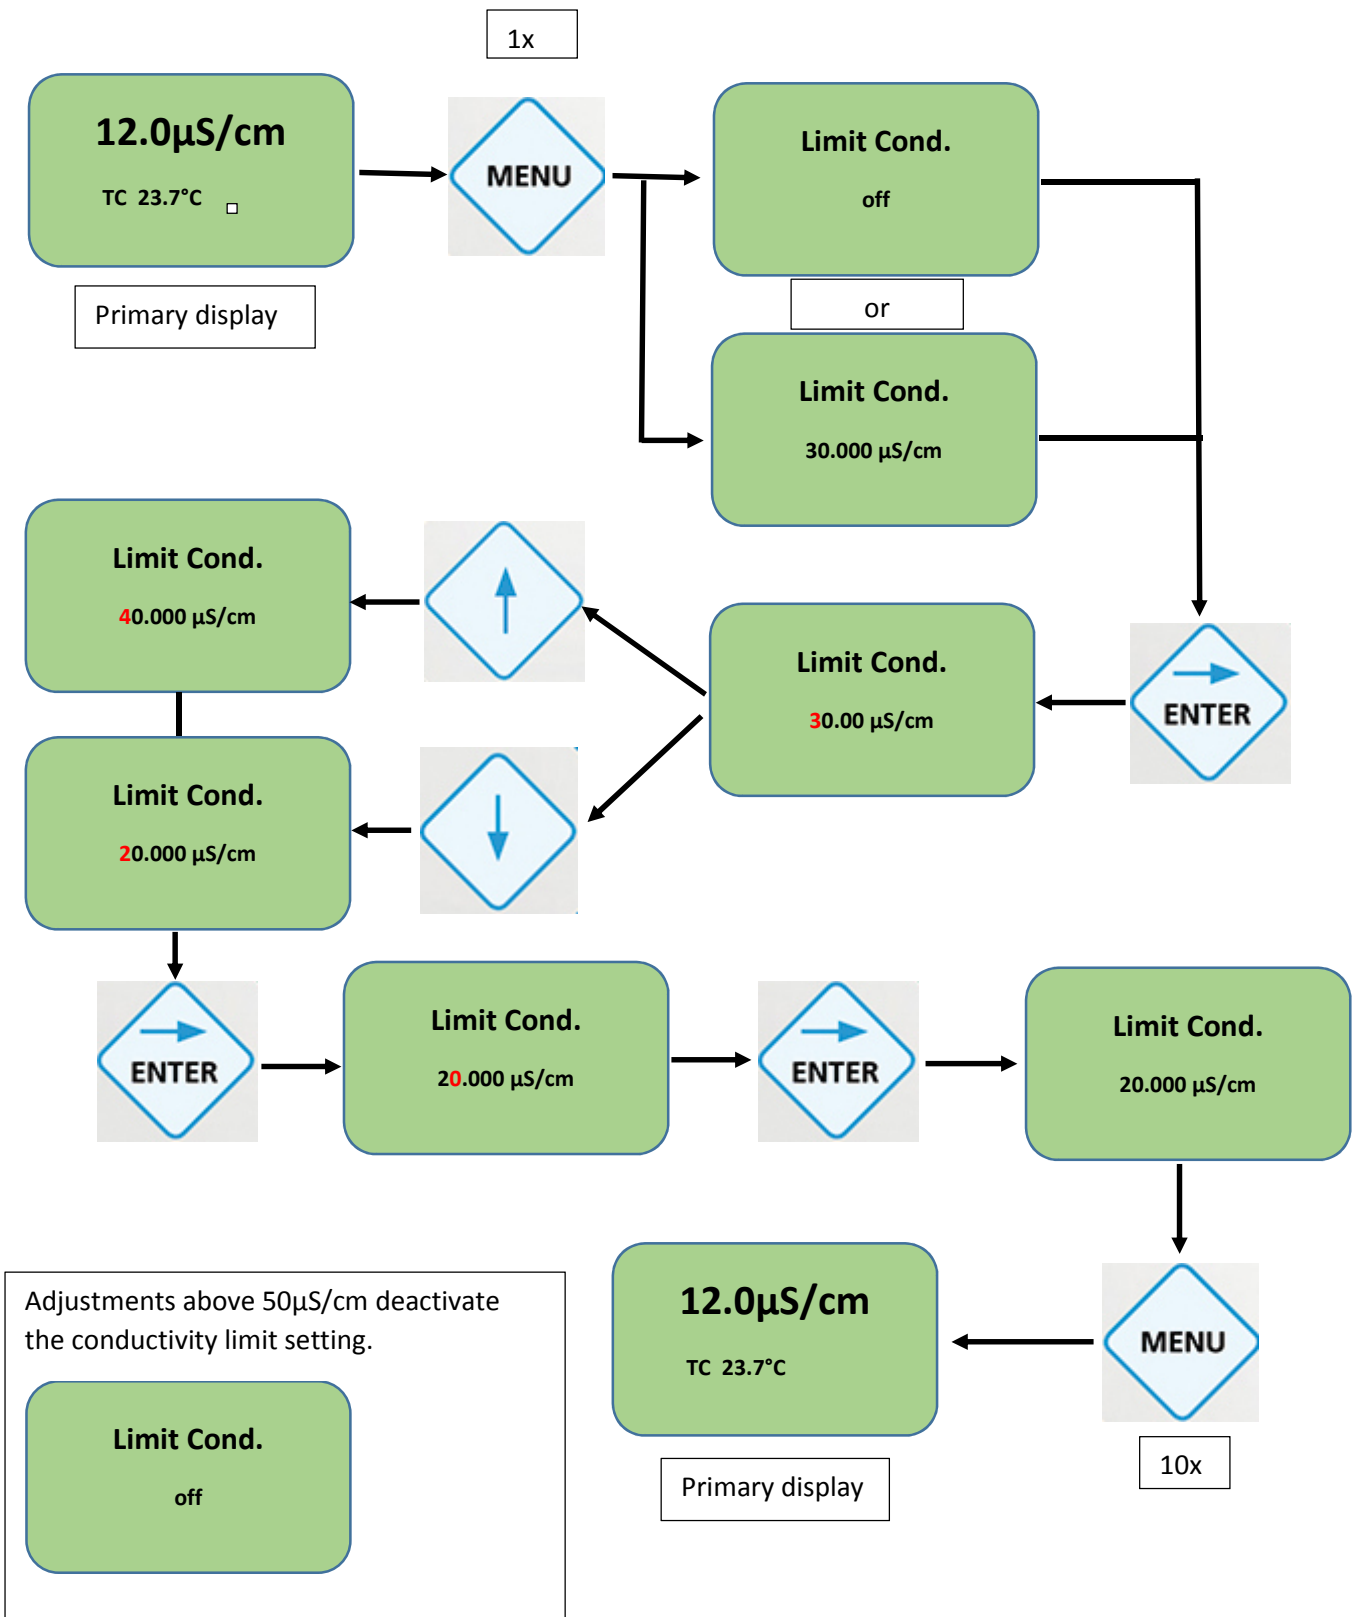 1x
12.0µS/cm
TC 23.7°C
Primary display
MENU
Limit Cond.
off
or
Limit Cond.
30.000 µS/cm
ENTER
Limit Cond.
30.00 µS/cm
Limit Cond.
40.000 µS/cm
Limit Cond.
20.000 µS/cm
ENTER
Limit Cond.
20.000 µS/cm
ENTER
Limit Cond.
20.000 µS/cm
MENU
10x
12.0µS/cm
TC 23.7°C
Primary display
Adjustments above 50µS/cm deactivate
the conductivity limit setting.
Limit Cond.
off